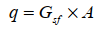 q = G_sf × A